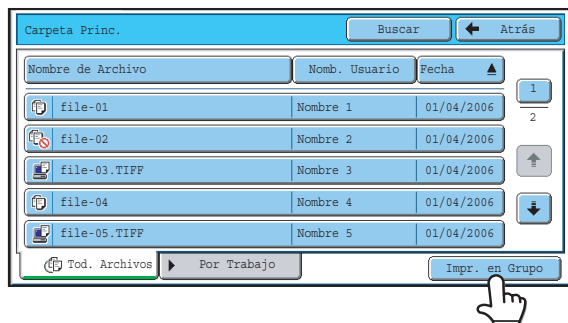 Carpeta Princ. Buscar Atrás
Nombre de Archivo Nomb. Usuario Fecha
1
2
file-01 Nombre 1 01/04/2006
file-02 Nombre 2 01/04/2006
file-03.TIFF Nombre 3 01/04/2006
file-04 Nombre 4 01/04/2006
file-05.TIFF Nombre 5 01/04/2006
Tod. Archivos Por Trabajo Impr. en Grupo